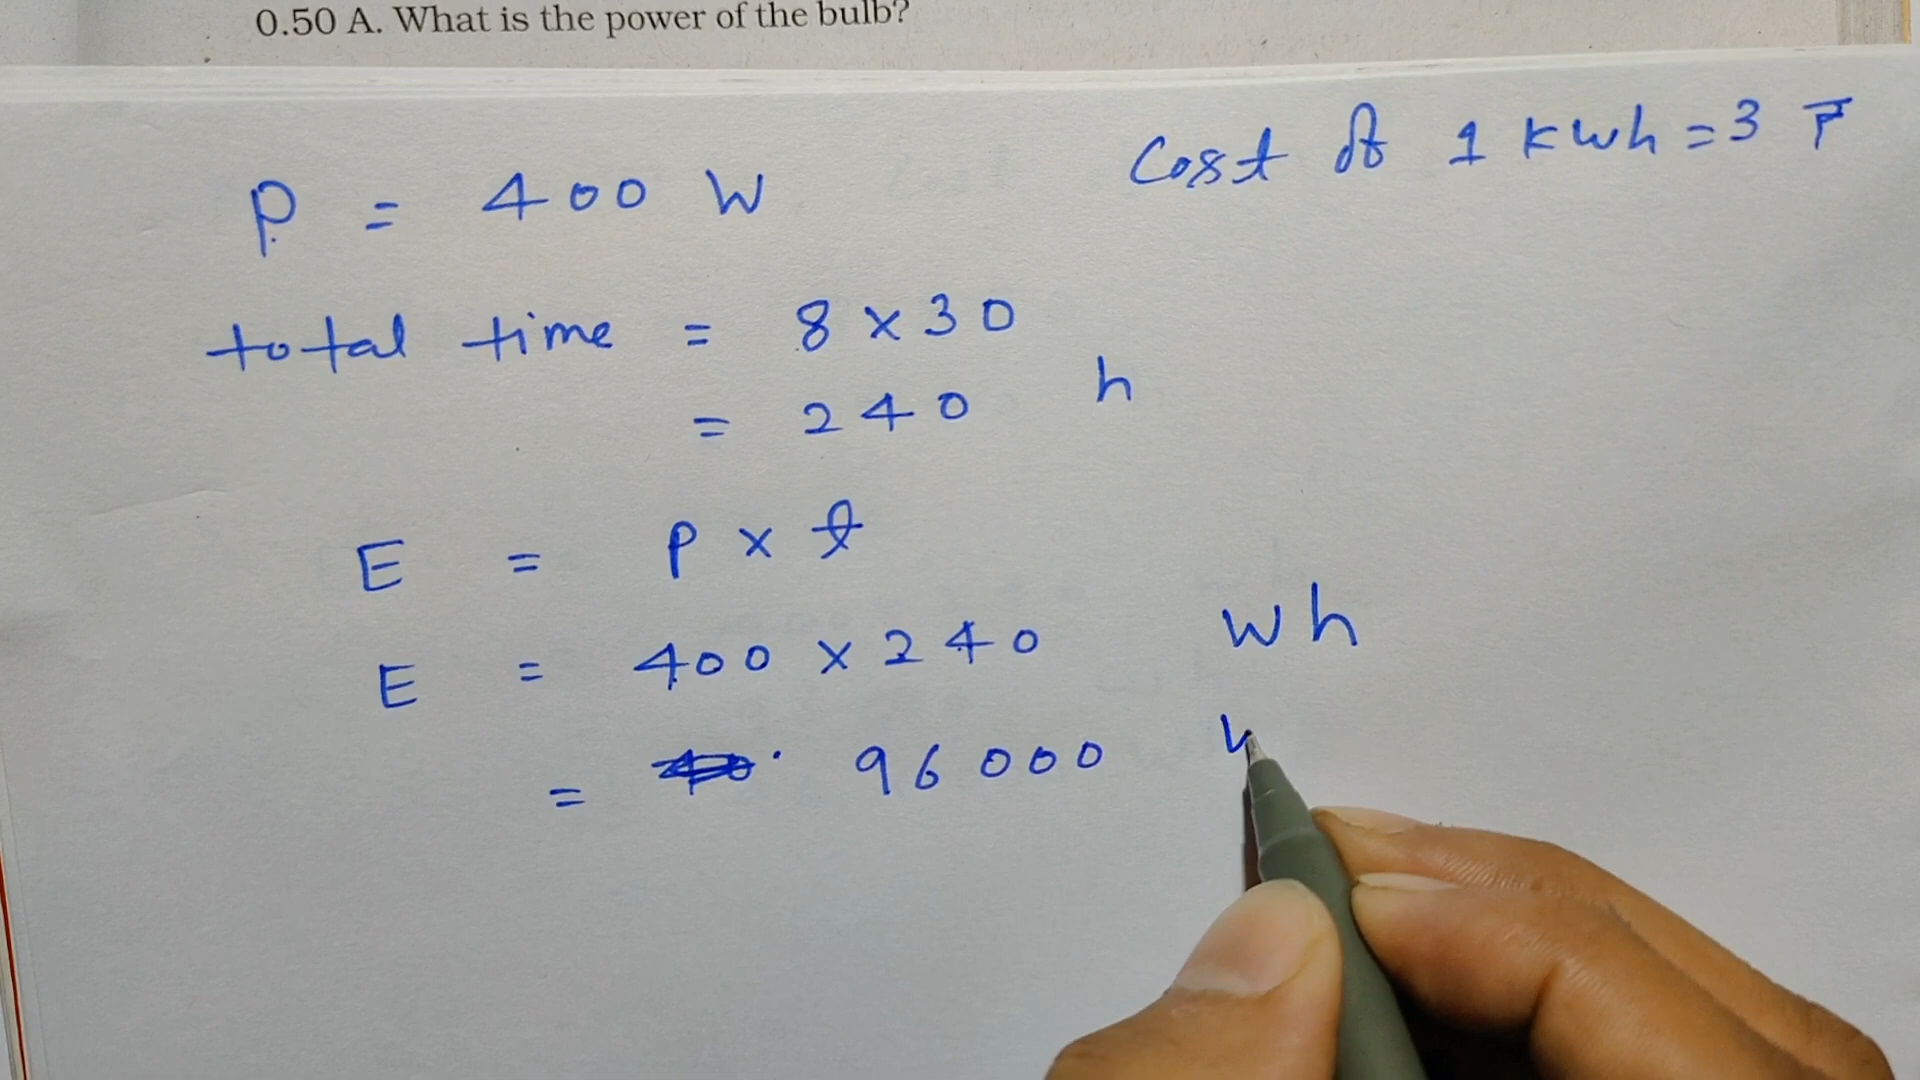 0.50 A. What is the power of the bulb?
Cost of 1 kwh = 3 ₹
P = 400 W
total time = 8 × 30
= 240 h
E = P × t
E = 400 × 240 Wh
= 96000